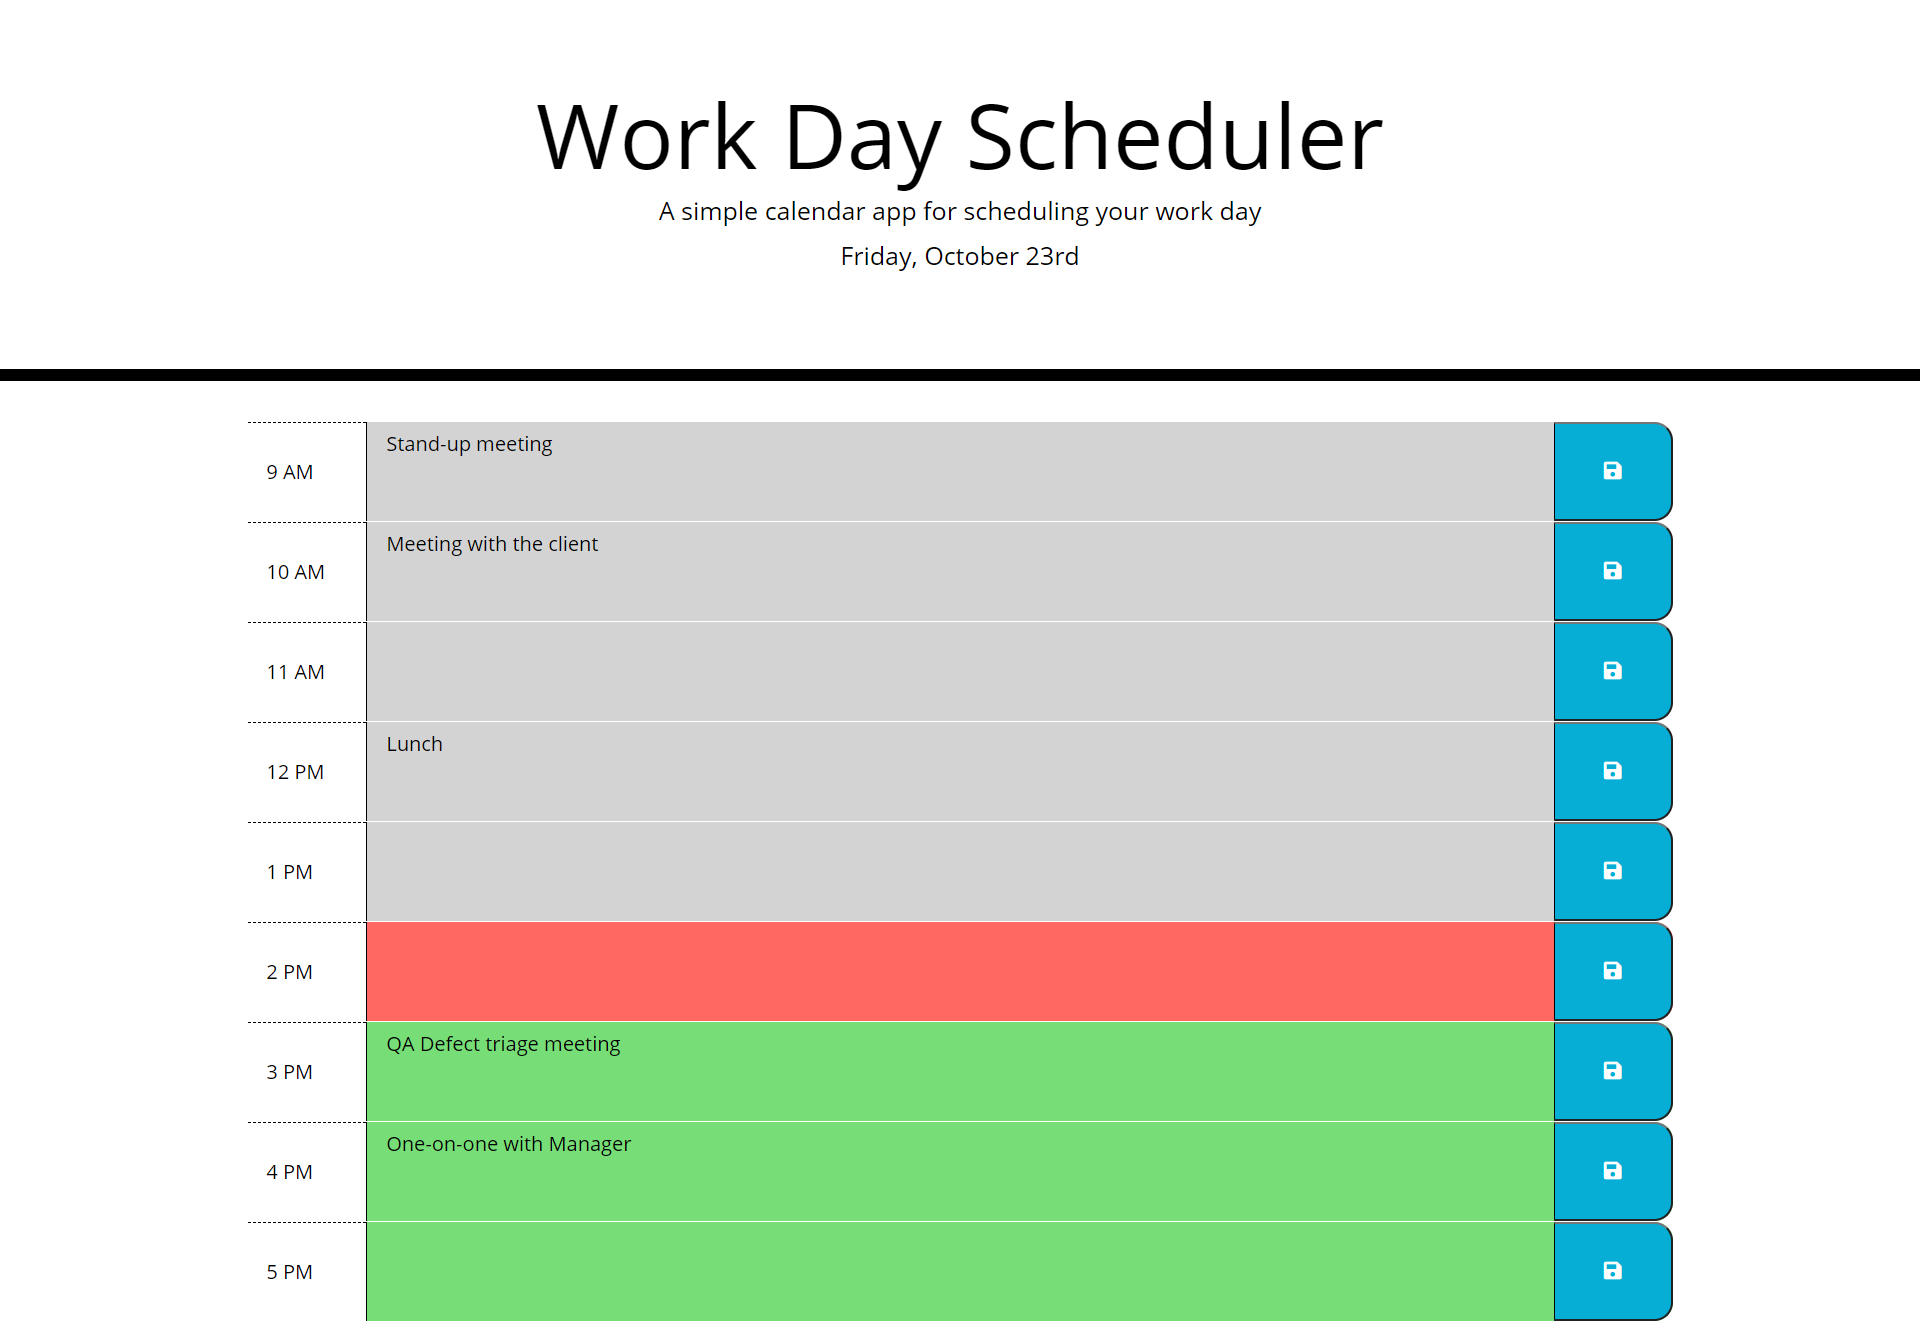 Work Day Scheduler
A simple calendar app for scheduling your work day
Friday, October 23rd
9 AM
Stand-up meeting
10 AM
Meeting with the client
11 AM
12 PM
Lunch
1 PM
2 PM
3 PM
QA Defect triage meeting
4 PM
One-on-one with Manager
5 PM